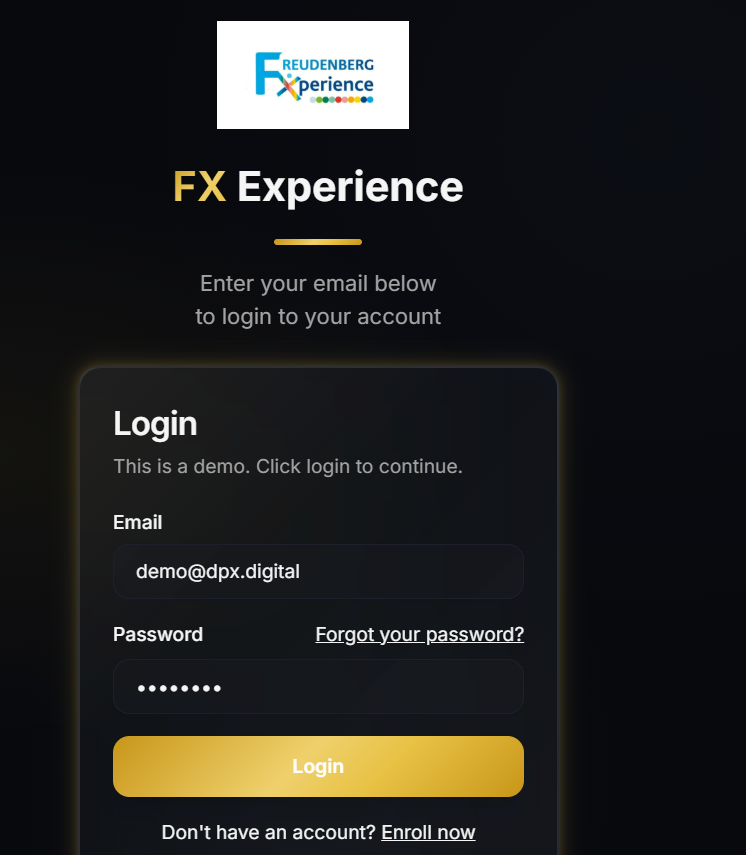 FREUDENBERG
Xperience
FX Experience
Enter your email below
to login to your account
Login
This is a demo. Click login to continue.
Email
demo@dpx.digital
Password Forgot your password?
••••••••
Login
Don't have an account? Enroll now